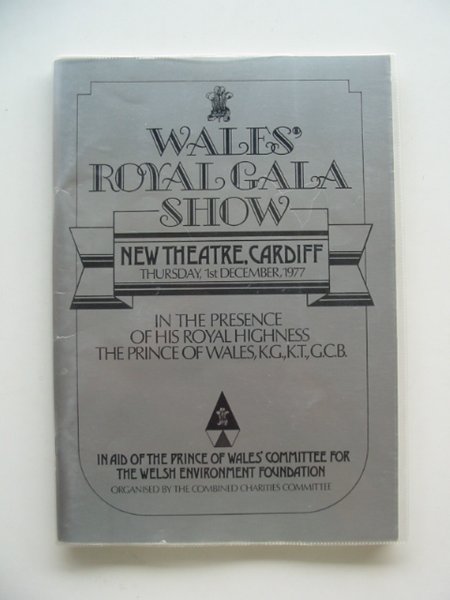 WALES'
ROYAL GALA
SHOW
NEW THEATRE, CARDIFF
THURSDAY, 1st DECEMBER, 1977
IN THE PRESENCE
OF HIS ROYAL HIGHNESS
THE PRINCE OF WALES, K.G., K.T., G.C.B.
IN AID OF THE PRINCE OF WALES' COMMITTEE FOR
THE WELSH ENVIRONMENT FOUNDATION
ORGANISED BY THE COMBINED CHARITIES COMMITTEE